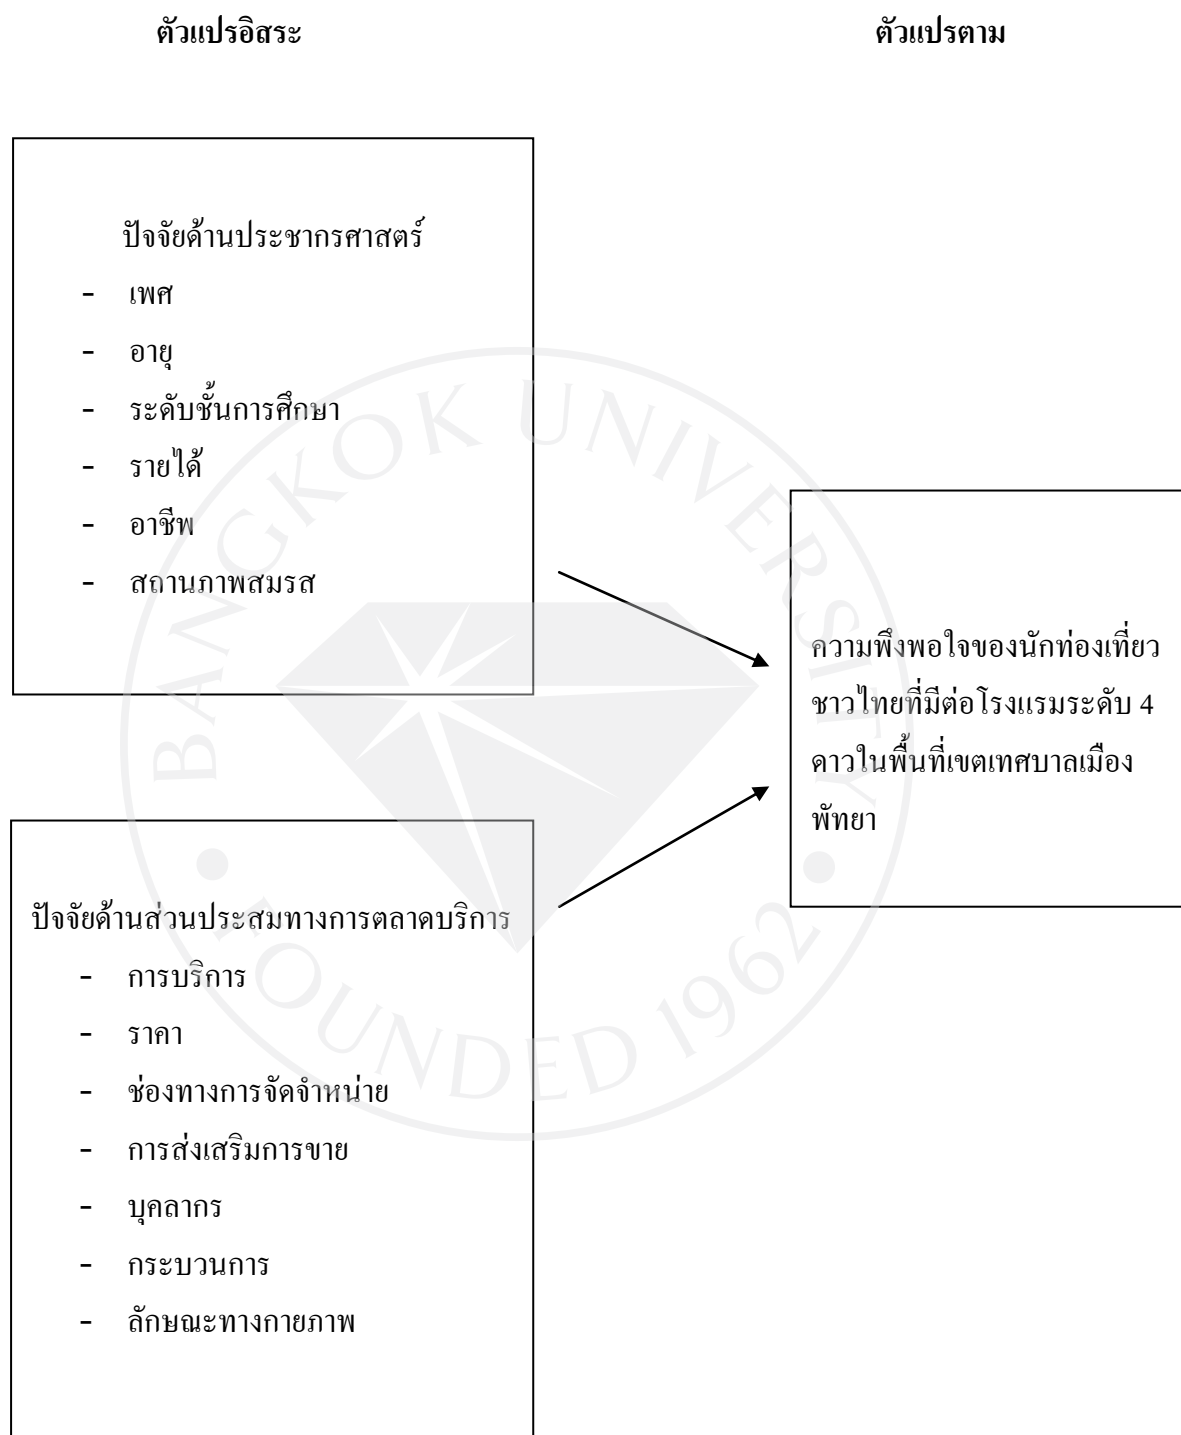 ตัวแปรอิสระ
ตัวแปรตาม
ปัจจัยด้านประชากรศาสตร์
- เพศ
- อายุ
- ระดับชั้นการศึกษา
- รายได้
- อาชีพ
- สถานภาพสมรส
ความพึงพอใจของนักท่องเที่ยว
ชาวไทยที่มีต่อโรงแรมระดับ 4
ดาวในพื้นที่เขตเทศบาลเมือง
พัทยา
ปัจจัยด้านส่วนประสมทางการตลาดบริการ
- การบริการ
- ราคา
- ช่องทางการจัดจำหน่าย
- การส่งเสริมการขาย
- บุคลากร
- กระบวนการ
- ลักษณะทางกายภาพ
BANGKOK UNIVERSITY
FOUNDED 1962